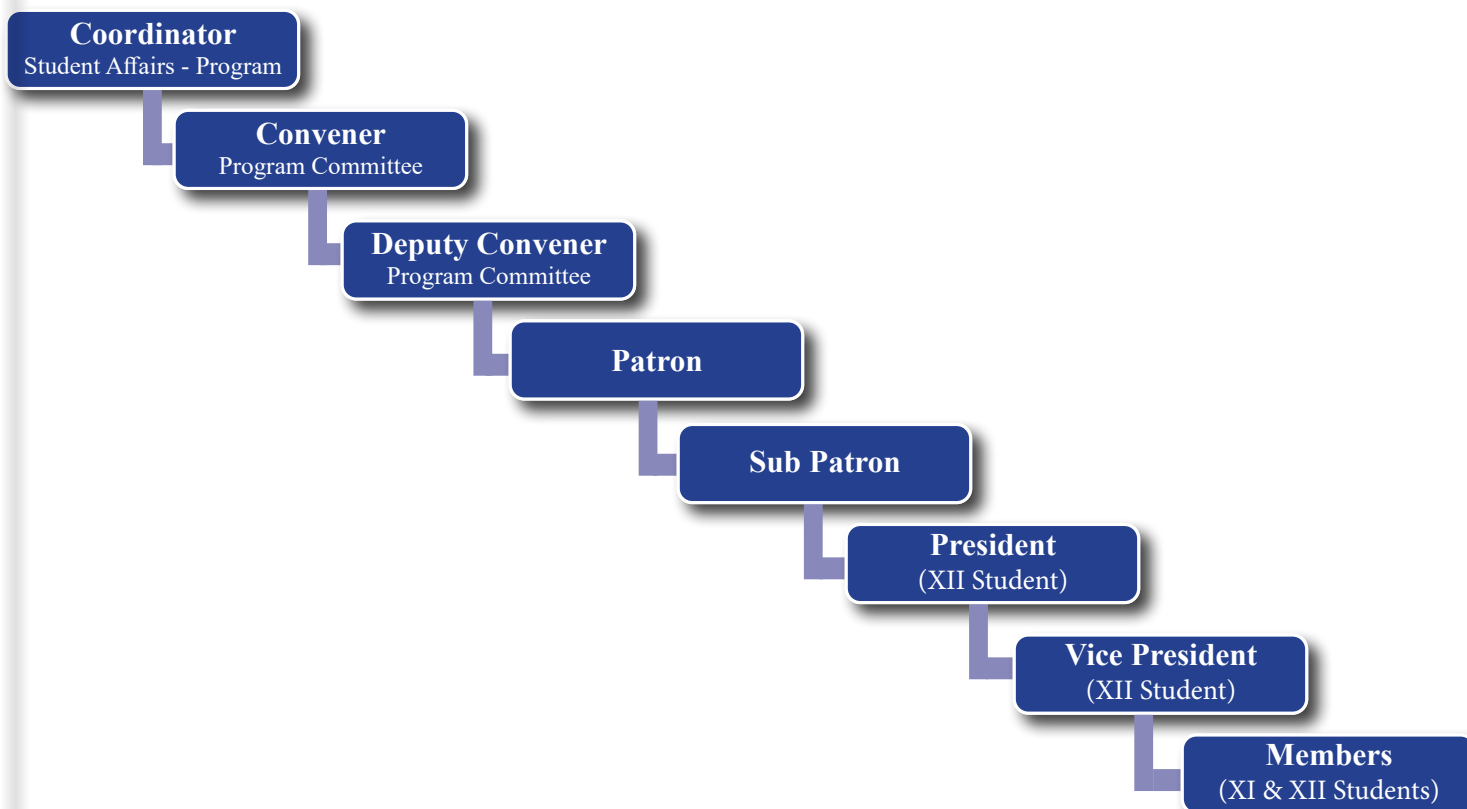 Coordinator
Student Affairs - Program
Convener
Program Committee
Deputy Convener
Program Committee
Patron
Sub Patron
President
(XII Student)
Vice President
(XII Student)
Members
(XI & XII Students)